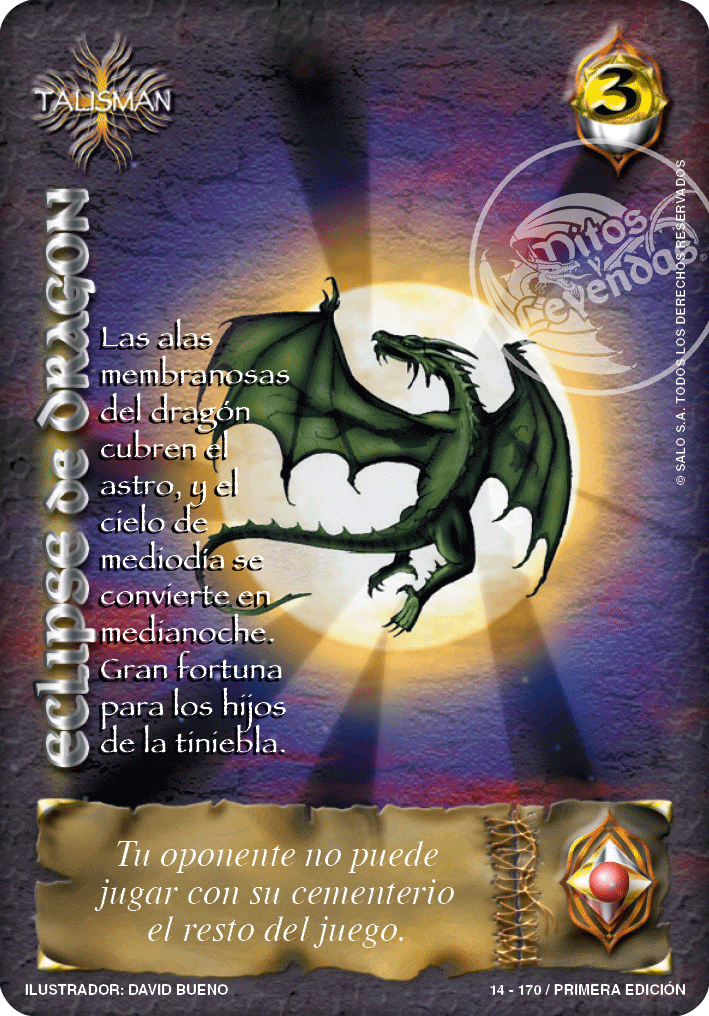 TALISMAN
3
Mitos
y
Leyendas
®
© SALO S.A. TODOS LOS DERECHOS RESERVADOS
eclipse de DRAGON
Las alas
membranosas
del dragón
cubren el
astro, y el
cielo de
mediodía se
convierte en
medianoche.
Gran fortuna
para los hijos
de la tiniebla.
Tu oponente no puede
jugar con su cementerio
el resto del juego.
ILUSTRADOR: DAVID BUENO
14 - 170 / PRIMERA EDICIÓN